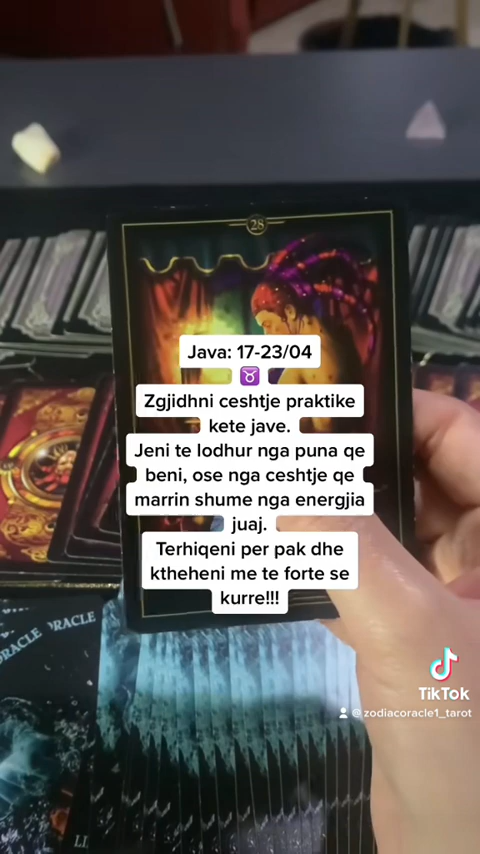 28
Java: 17-23/04
♉
Zgjidhni ceshtje praktike
kete jave.
Jeni te lodhur nga puna qe
beni, ose nga ceshtje qe
marrin shume nga energjia
juaj.
Terhiqeni per pak dhe
ktheheni me te forte se
kurre!!!
ORACLE
ORACLE
TikTok
@zodiacoracle1_tarot